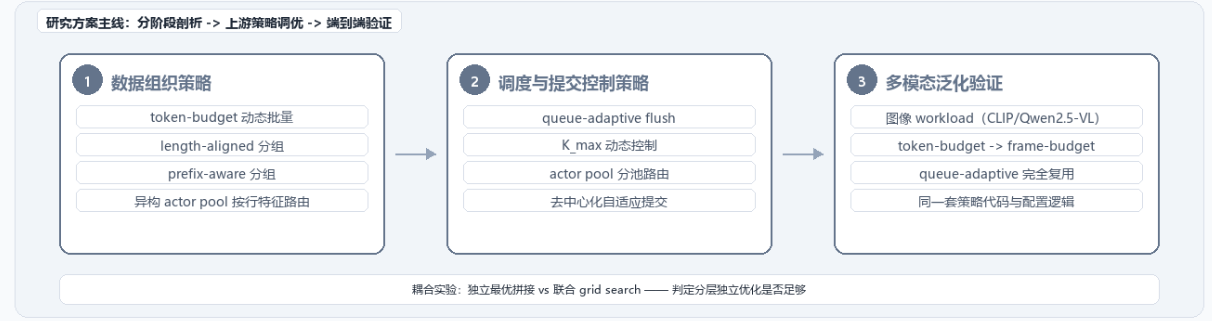 研究方案主线：分阶段剖析 -> 上游策略调优 -> 端到端验证
1 数据组织策略
token-budget 动态批量
length-aligned 分组
prefix-aware 分组
异构 actor pool 按行特征路由
2 调度与提交控制策略
queue-adaptive flush
K_max 动态控制
actor pool 分池路由
去中心化自适应提交
3 多模态泛化验证
图像 workload（CLIP/Qwen2.5-VL）
token-budget -> frame-budget
queue-adaptive 完全复用
同一套策略代码与配置逻辑
耦合实验：独立最优拼接 vs 联合 grid search —— 判定分层独立优化是否足够